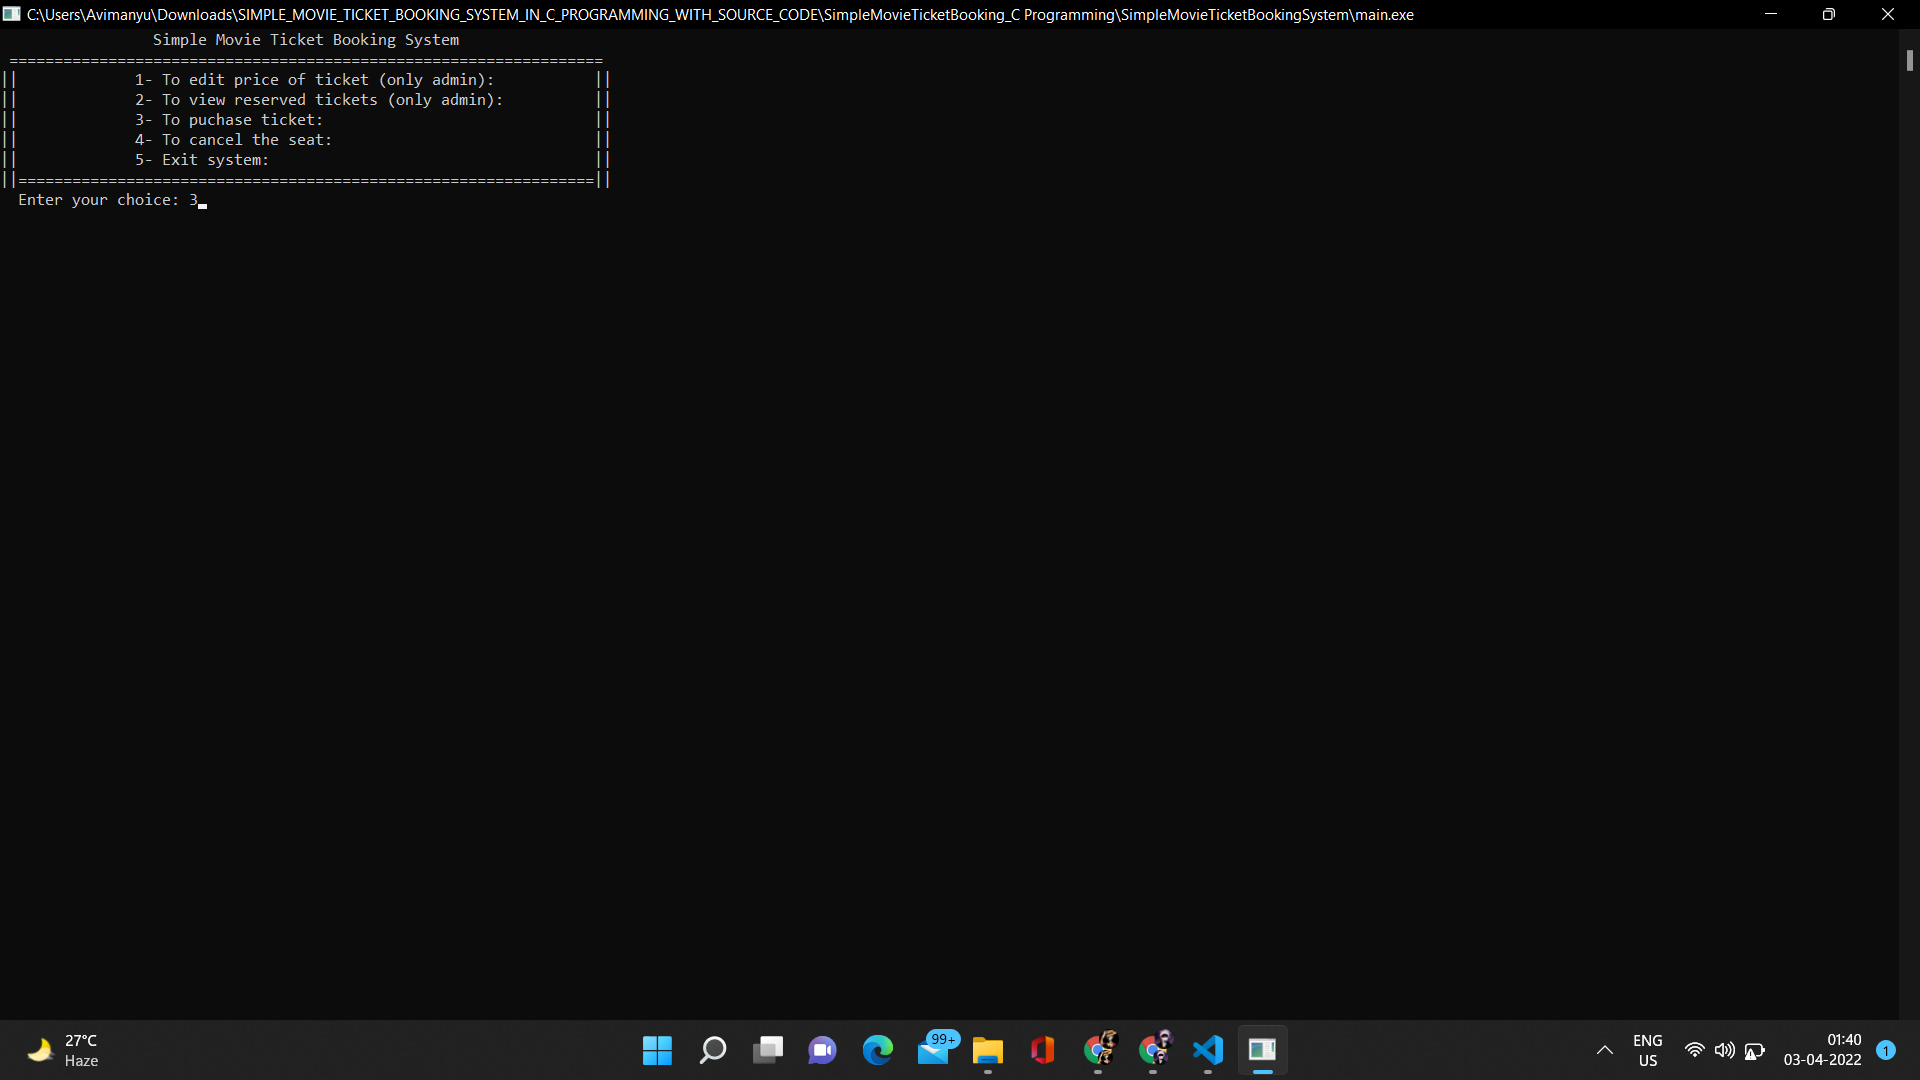 C:\Users\Avimanyu\Downloads\SIMPLE_MOVIE_TICKET_BOOKING_SYSTEM_IN_C_PROGRAMMING_WITH_SOURCE_CODE\SimpleMovieTicketBooking_C Programming\SimpleMovieTicketBookingSystem\main.exe
Simple Movie Ticket Booking System
==================================================================
|| 1- To edit price of ticket (only admin): ||
|| 2- To view reserved tickets (only admin): ||
|| 3- To puchase ticket: ||
|| 4- To cancel the seat: ||
|| 5- Exit system: ||
||================================================================||
Enter your choice: 3
27°C
Haze
99+
ENG
US
01:40
03-04-2022
1